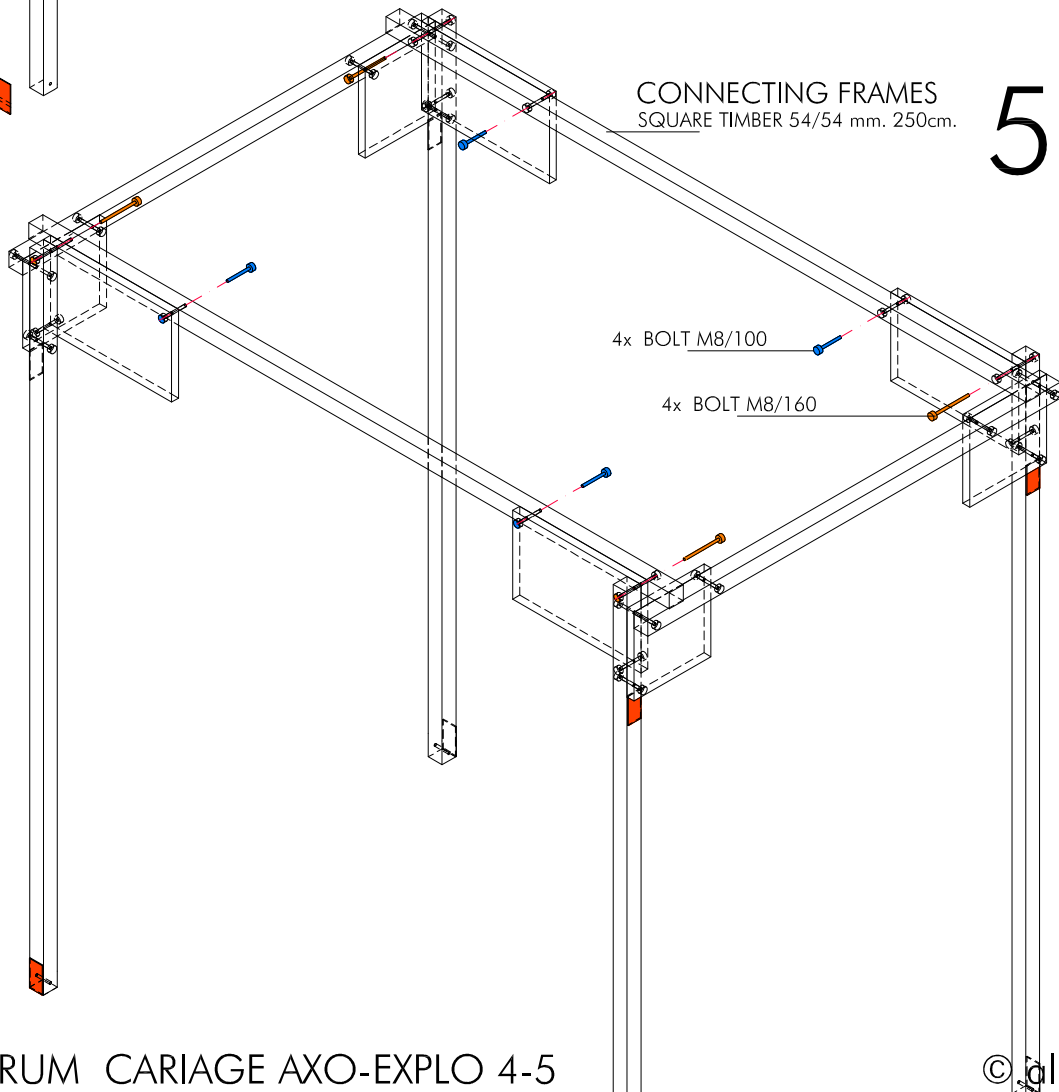 CONNECTING FRAMES
SQUARE TIMBER 54/54 mm. 250cm.
5
4x BOLT M8/100
4x BOLT M8/160
RUM CARIAGE AXO-EXPLO 4-5
©